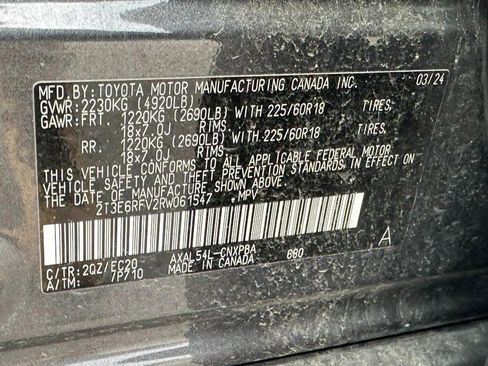 MFD. BY: TOYOTA MOTOR MANUFACTURING CANADA INC. 03/24
GVWR: 2230KG (4920LB)
GAWR: FRT. 1220KG (2690LB) WITH 225/60R18 TIRES,
18x7.0J RIMS
RR. 1220KG (2690LB) WITH 225/60R18 TIRES,
18x7.0J RIMS
THIS VEHICLE CONFORMS TO ALL APPLICABLE FEDERAL MOTOR
VEHICLE SAFETY AND THEFT PREVENTION STANDARDS IN EFFECT ON
THE DATE OF MANUFACTURE SHOWN ABOVE.
2T3E6RFV2RW061547 MPV
C/TR: 2QZ/EC20 AXAL54L-CNXPBA 680 A
A/TM: 7P710 MADE IN CANADA